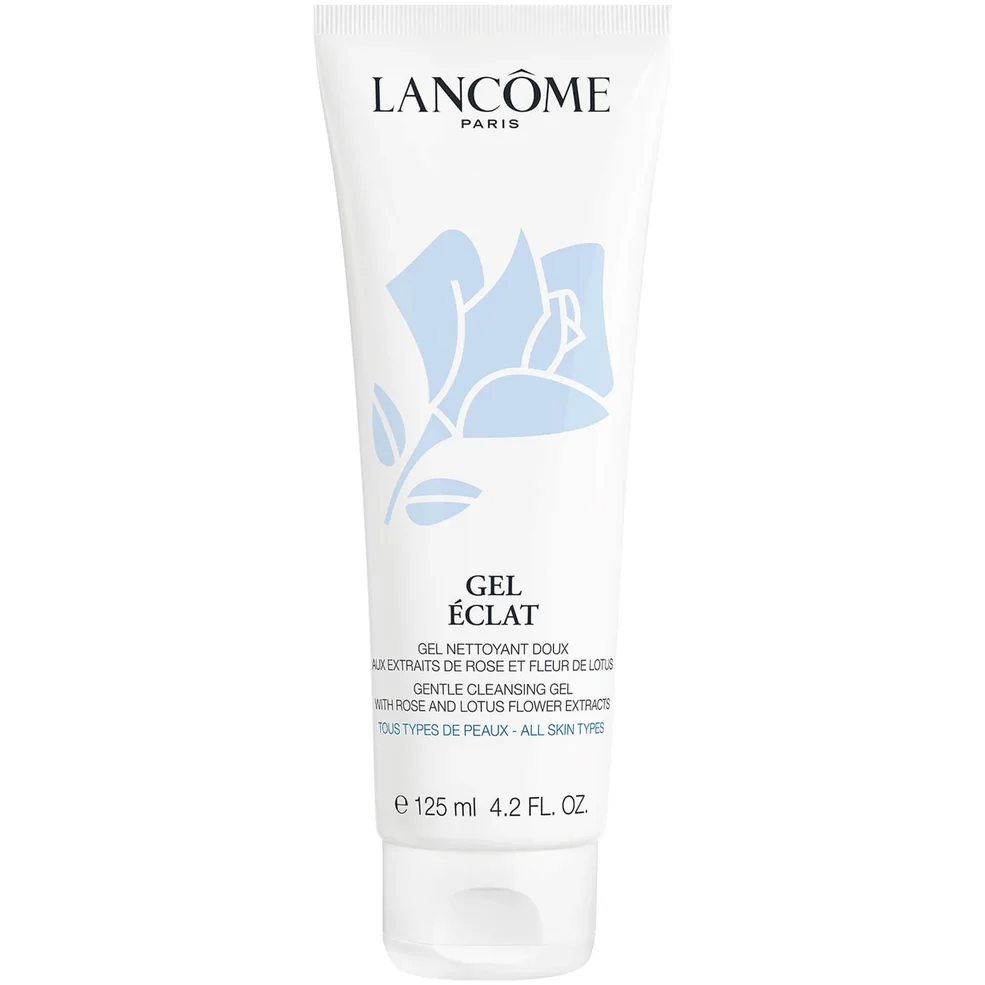 LANCÔME
PARIS
GEL
ÉCLAT
GEL NETTOYANT DOUX
AUX EXTRAITS DE ROSE ET FLEUR DE LOTUS
GENTLE CLEANSING GEL
WITH ROSE AND LOTUS FLOWER EXTRACTS
TOUS TYPES DE PEAUX - ALL SKIN TYPES
℮ 125 ml 4.2 FL. OZ.